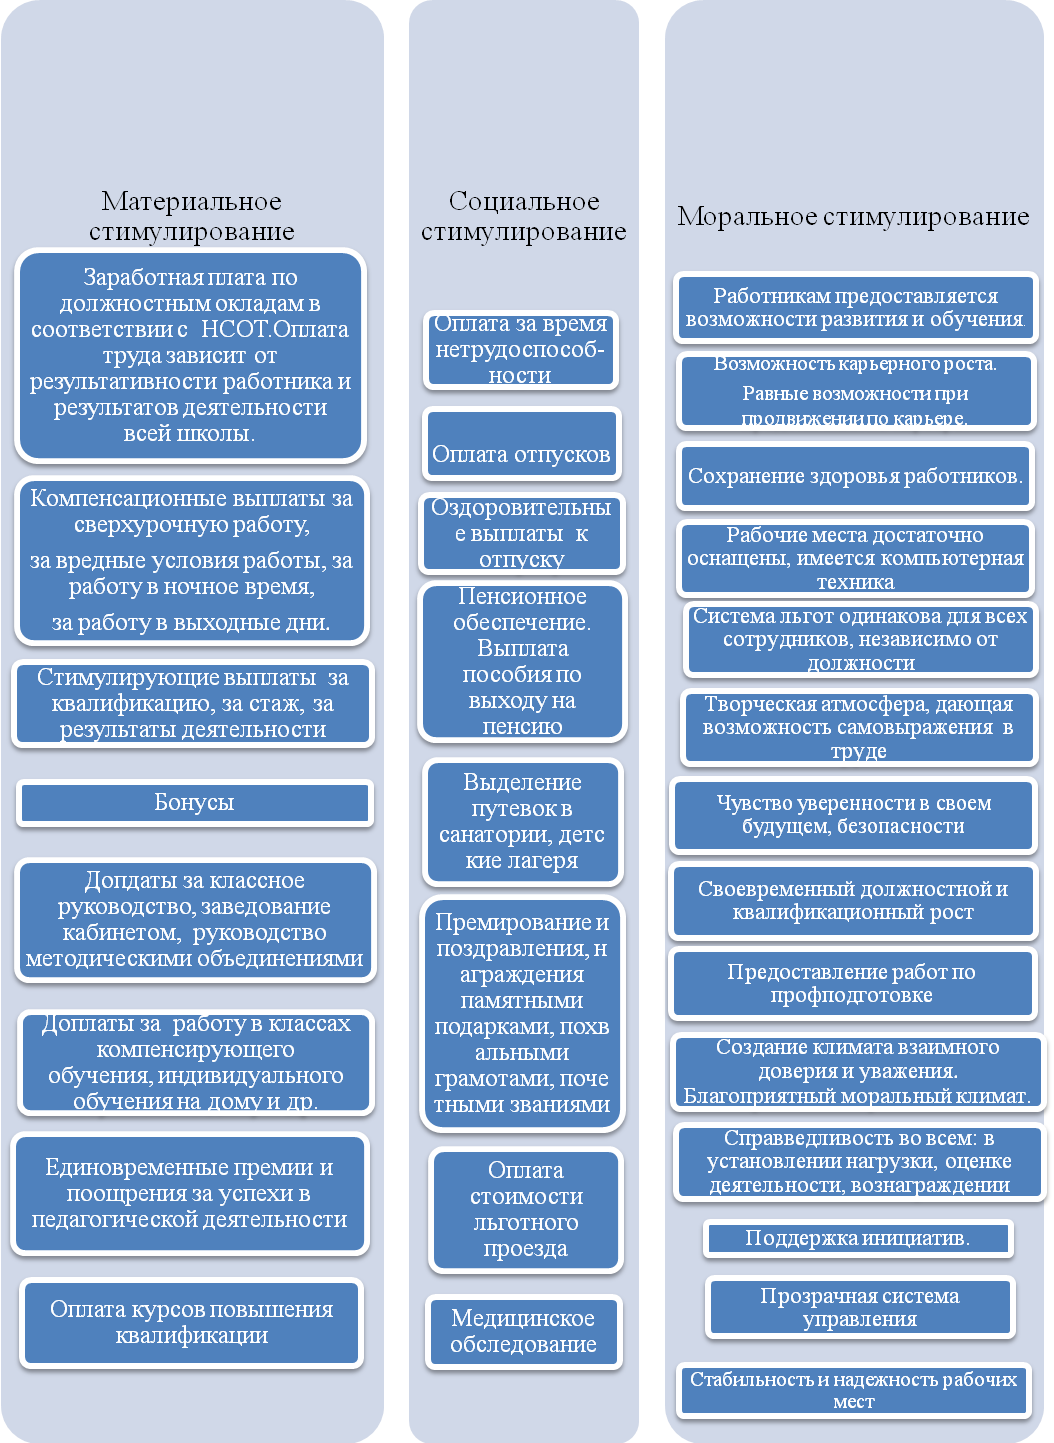 Материальное
стимулирование
Заработная плата по
должностным окладам в
соответствии с НСОТ.Оплата
труда зависит от
результативности работника и
результатов деятельности
всей школы.
Компенсационные выплаты за
сверхурочную работу,
за вредные условия работы, за
работу в ночное время,
за работу в выходные дни.
Стимулирующие выплаты за
квалификацию, за стаж, за
результаты деятельности
Бонусы
Допдаты за классное
руководство, заведование
кабинетом, руководство
методическими объединениями
Доплаты за работу в классах
компенсирующего
обучения, индивидуального
обучения на дому и др.
Единовременные премии и
поощрения за успехи в
педагогической деятельности
Оплата курсов повышения
квалификации
Социальное
стимулирование
Оплата за время
нетрудоспособ-
ности
Оплата отпусков
Оздоровительны
е выплаты к
отпуску
Пенсионное
обеспечение.
Выплата
пособия по
выходу на
пенсию
Выделение
путевок в
санатории, детс
кие лагеря
Премирование и
поздравления, н
аграждения
памятными
подарками, похв
альными
грамотами, поче
тными званиями
Оплата
стоимости
льготного
проезда
Медицинское
обследование
Моральное стимулирование
Работникам предоставляется
возможности развития и обучения.
Возможность карьерного роста.
Равные возможности при
продвижении по карьере.
Сохранение здоровья работников.
Рабочие места достаточно
оснащены, имеется компьютерная
техника
Система льгот одинакова для всех
сотрудников, независимо от
должности
Творческая атмосфера, дающая
возможность самовыражения в
труде
Чувство уверенности в своем
будущем, безопасности
Своевременный должностной и
квалификационный рост
Предоставление работ по
профподготовке
Создание климата взаимного
доверия и уважения.
Благоприятный моральный климат.
Справведливость во всем: в
установлении нагрузки, оценке
деятельности, вознаграждении
Поддержка инициатив.
Прозрачная система
управления
Стабильность и надежность рабочих
мест